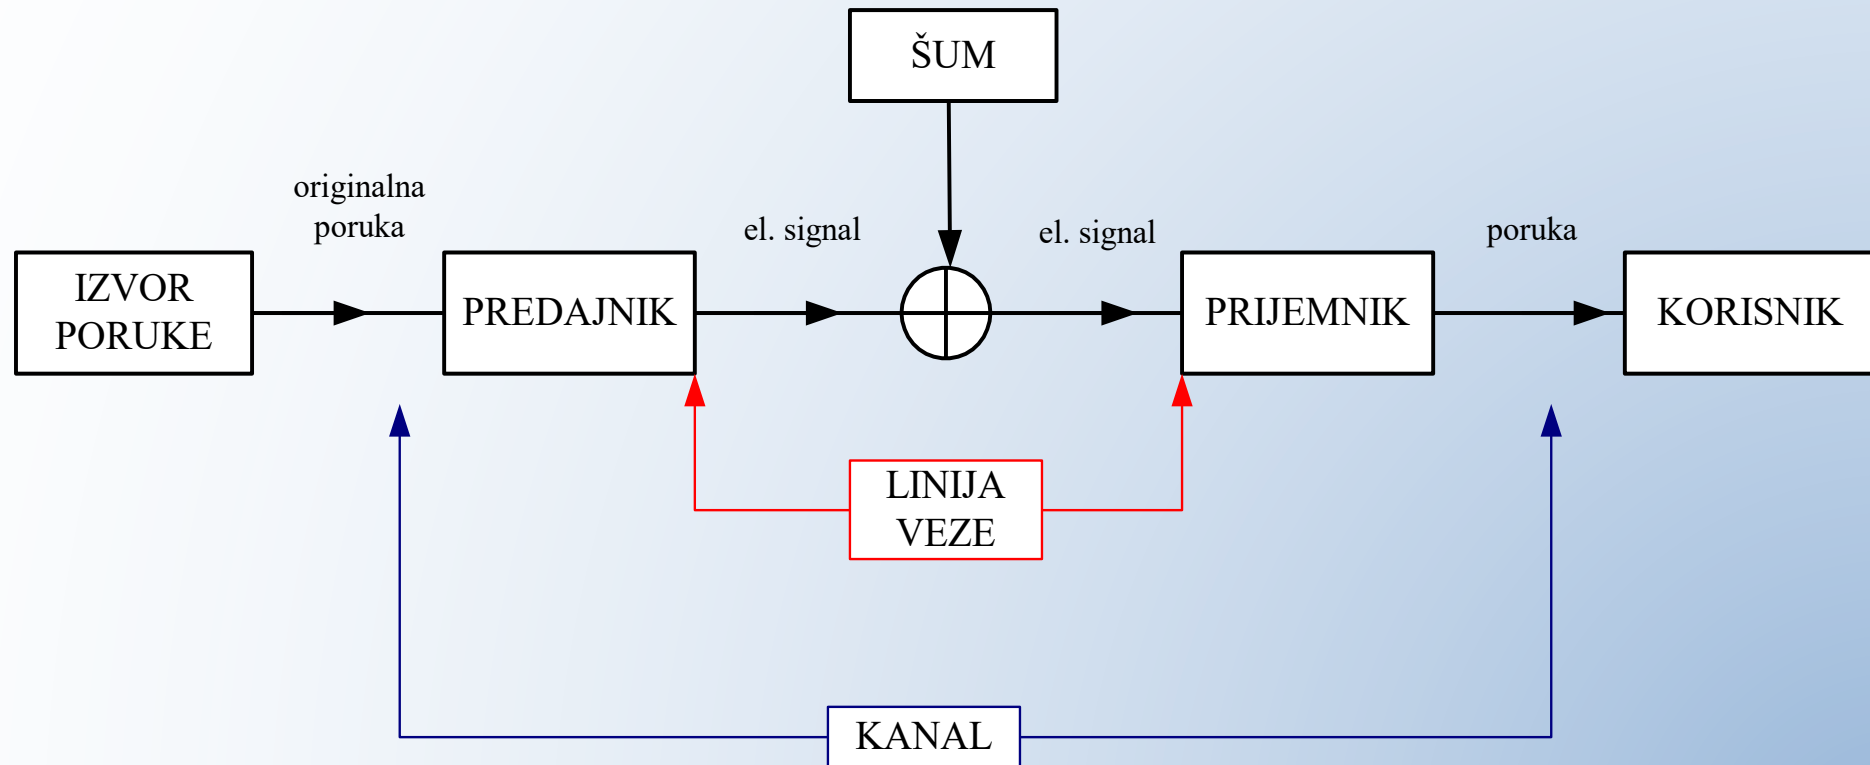 ŠUM
originalna
poruka
el. signal
el. signal
poruka
IZVOR
PORUKE
PREDAJNIK
PRIJEMNIK
KORISNIK
LINIJA
VEZE
KANAL